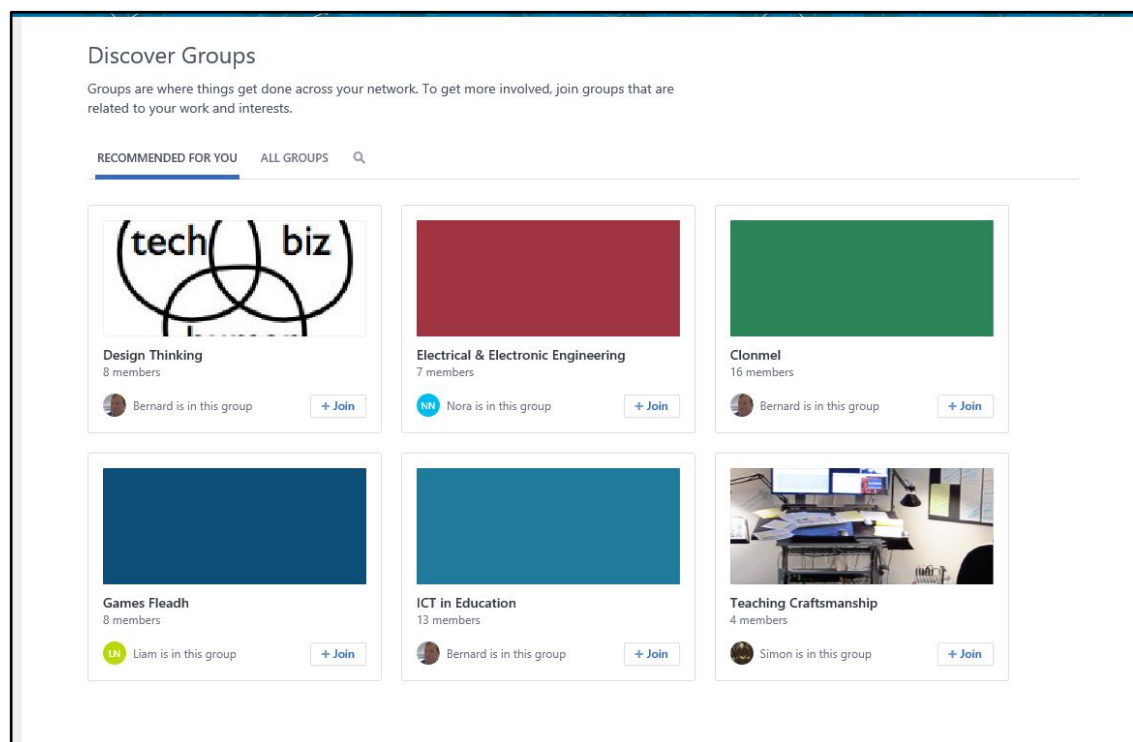 Discover Groups
Groups are where things get done across your network. To get more involved, join groups that are
related to your work and interests.
RECOMMENDED FOR YOU ALL GROUPS
tech biz
Design Thinking
8 members
Bernard is in this group + Join
Electrical & Electronic Engineering
7 members
NN Nora is in this group + Join
Clonmel
16 members
Bernard is in this group + Join
Games Fleadh
8 members
LN Liam is in this group + Join
ICT in Education
13 members
Bernard is in this group + Join
Teaching Craftsmanship
4 members
Simon is in this group + Join